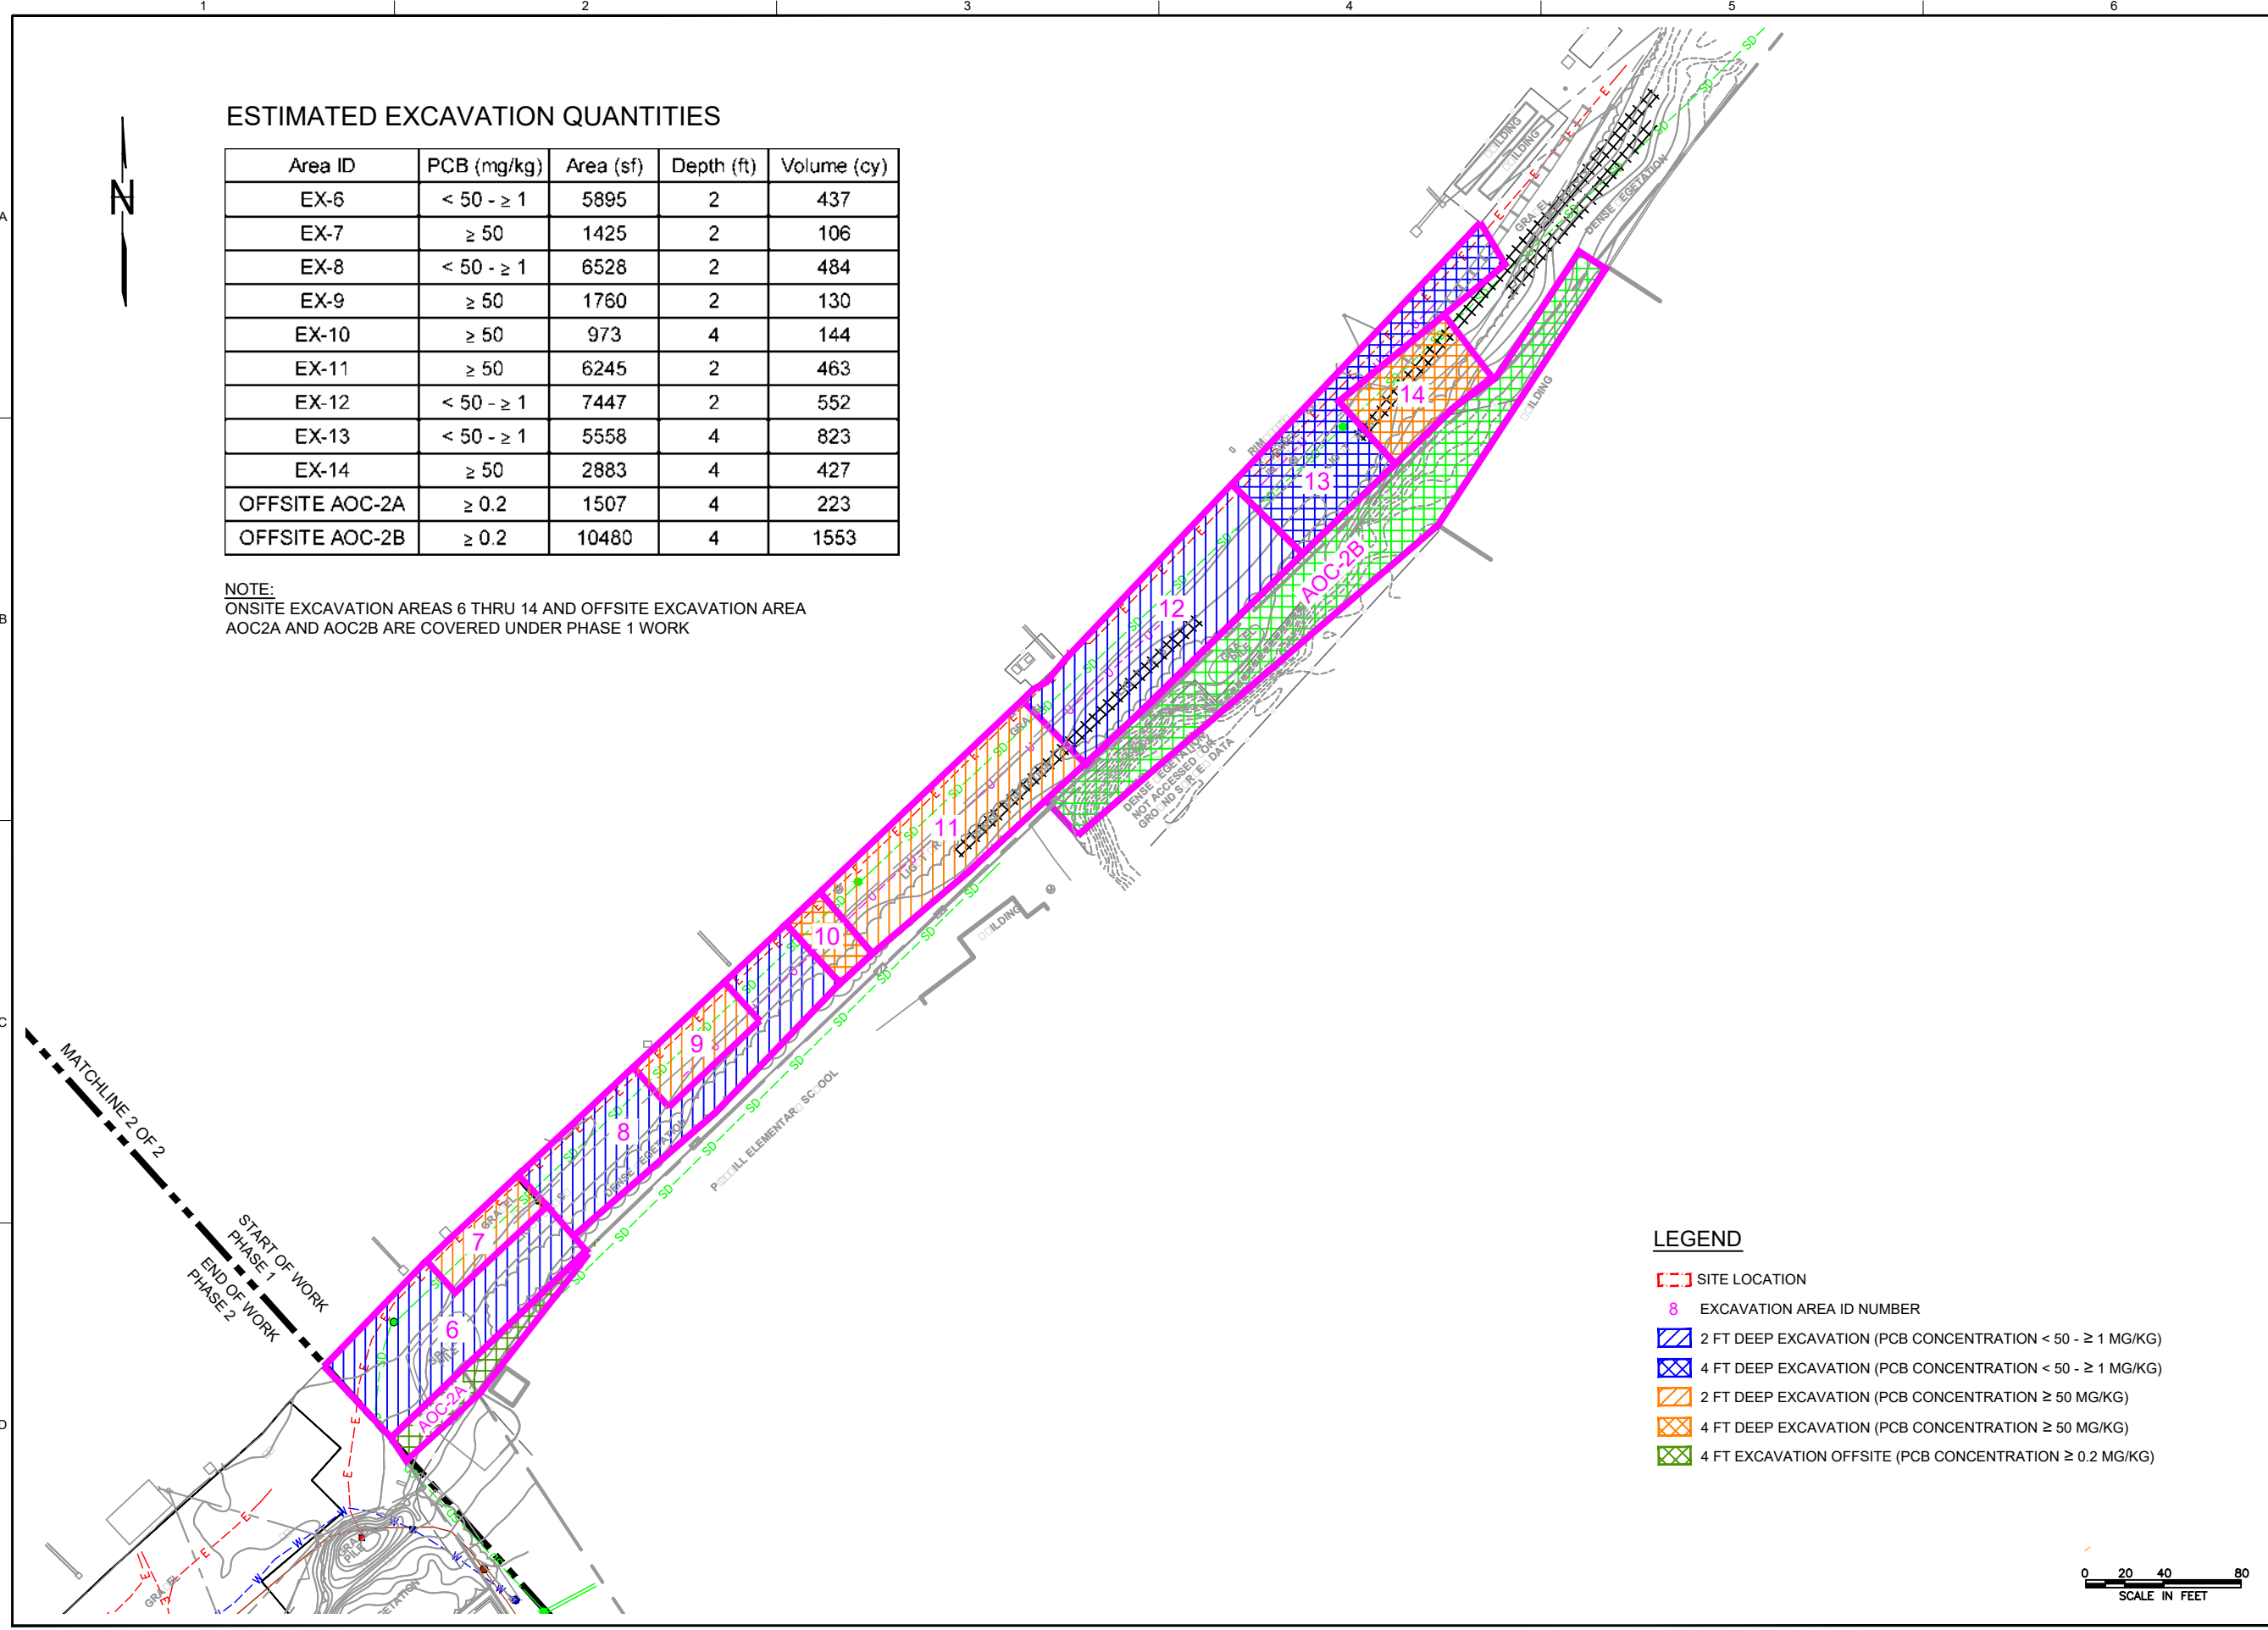 1 2 3 4 5 6
A
B
C
D
N
ESTIMATED EXCAVATION QUANTITIES
Area ID PCB (mg/kg) Area (sf) Depth (ft) Volume (cy)
EX-6 < 50 - ≥ 1 5895 2 437
EX-7 ≥ 50 1425 2 106
EX-8 < 50 - ≥ 1 6528 2 484
EX-9 ≥ 50 1760 2 130
EX-10 ≥ 50 973 4 144
EX-11 ≥ 50 6245 2 463
EX-12 < 50 - ≥ 1 7447 2 552
EX-13 < 50 - ≥ 1 5558 4 823
EX-14 ≥ 50 2883 4 427
OFFSITE AOC-2A ≥ 0.2 1507 4 223
OFFSITE AOC-2B ≥ 0.2 10480 4 1553
NOTE:
ONSITE EXCAVATION AREAS 6 THRU 14 AND OFFSITE EXCAVATION AREA
AOC2A AND AOC2B ARE COVERED UNDER PHASE 1 WORK
14
13
AOC-2B
12
11
10
9
8
7
6
AOC-2A
MATCHLINE 2 OF 2
START OF WORK
PHASE 1
END OF WORK
PHASE 2
LEGEND
SITE LOCATION
8 EXCAVATION AREA ID NUMBER
2 FT DEEP EXCAVATION (PCB CONCENTRATION < 50 - ≥ 1 MG/KG)
4 FT DEEP EXCAVATION (PCB CONCENTRATION < 50 - ≥ 1 MG/KG)
2 FT DEEP EXCAVATION (PCB CONCENTRATION ≥ 50 MG/KG)
4 FT DEEP EXCAVATION (PCB CONCENTRATION ≥ 50 MG/KG)
4 FT EXCAVATION OFFSITE (PCB CONCENTRATION ≥ 0.2 MG/KG)
0 20 40 80
SCALE IN FEET